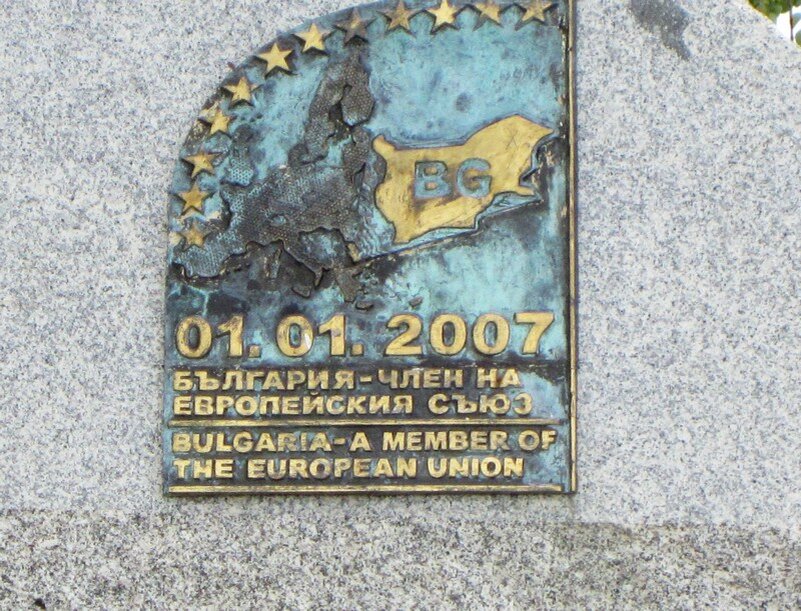 BG
01.01.2007
БЪЛГАРИЯ-ЧЛЕН НА
ЕВРОПЕЙСКИЯ СЪЮЗ
BULGARIA-A MEMBER OF
THE EUROPEAN UNION